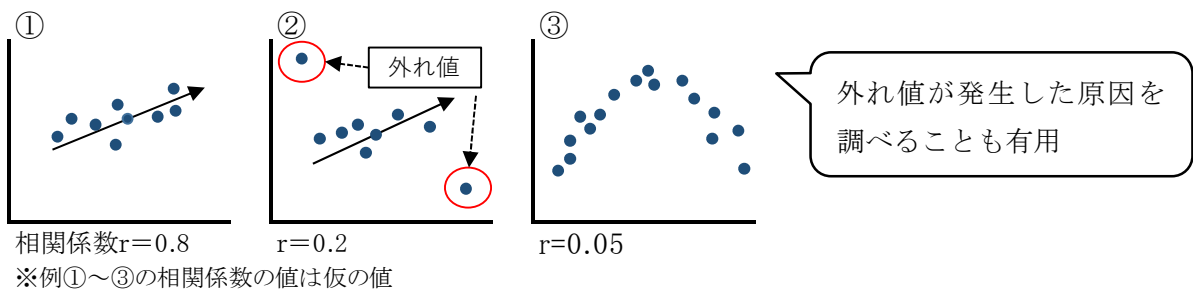 ①
②
③
外れ値
外れ値が発生した原因を
調べることも有用
相関係数r＝0.8
r＝0.2
r=0.05
※例①～③の相関係数の値は仮の値